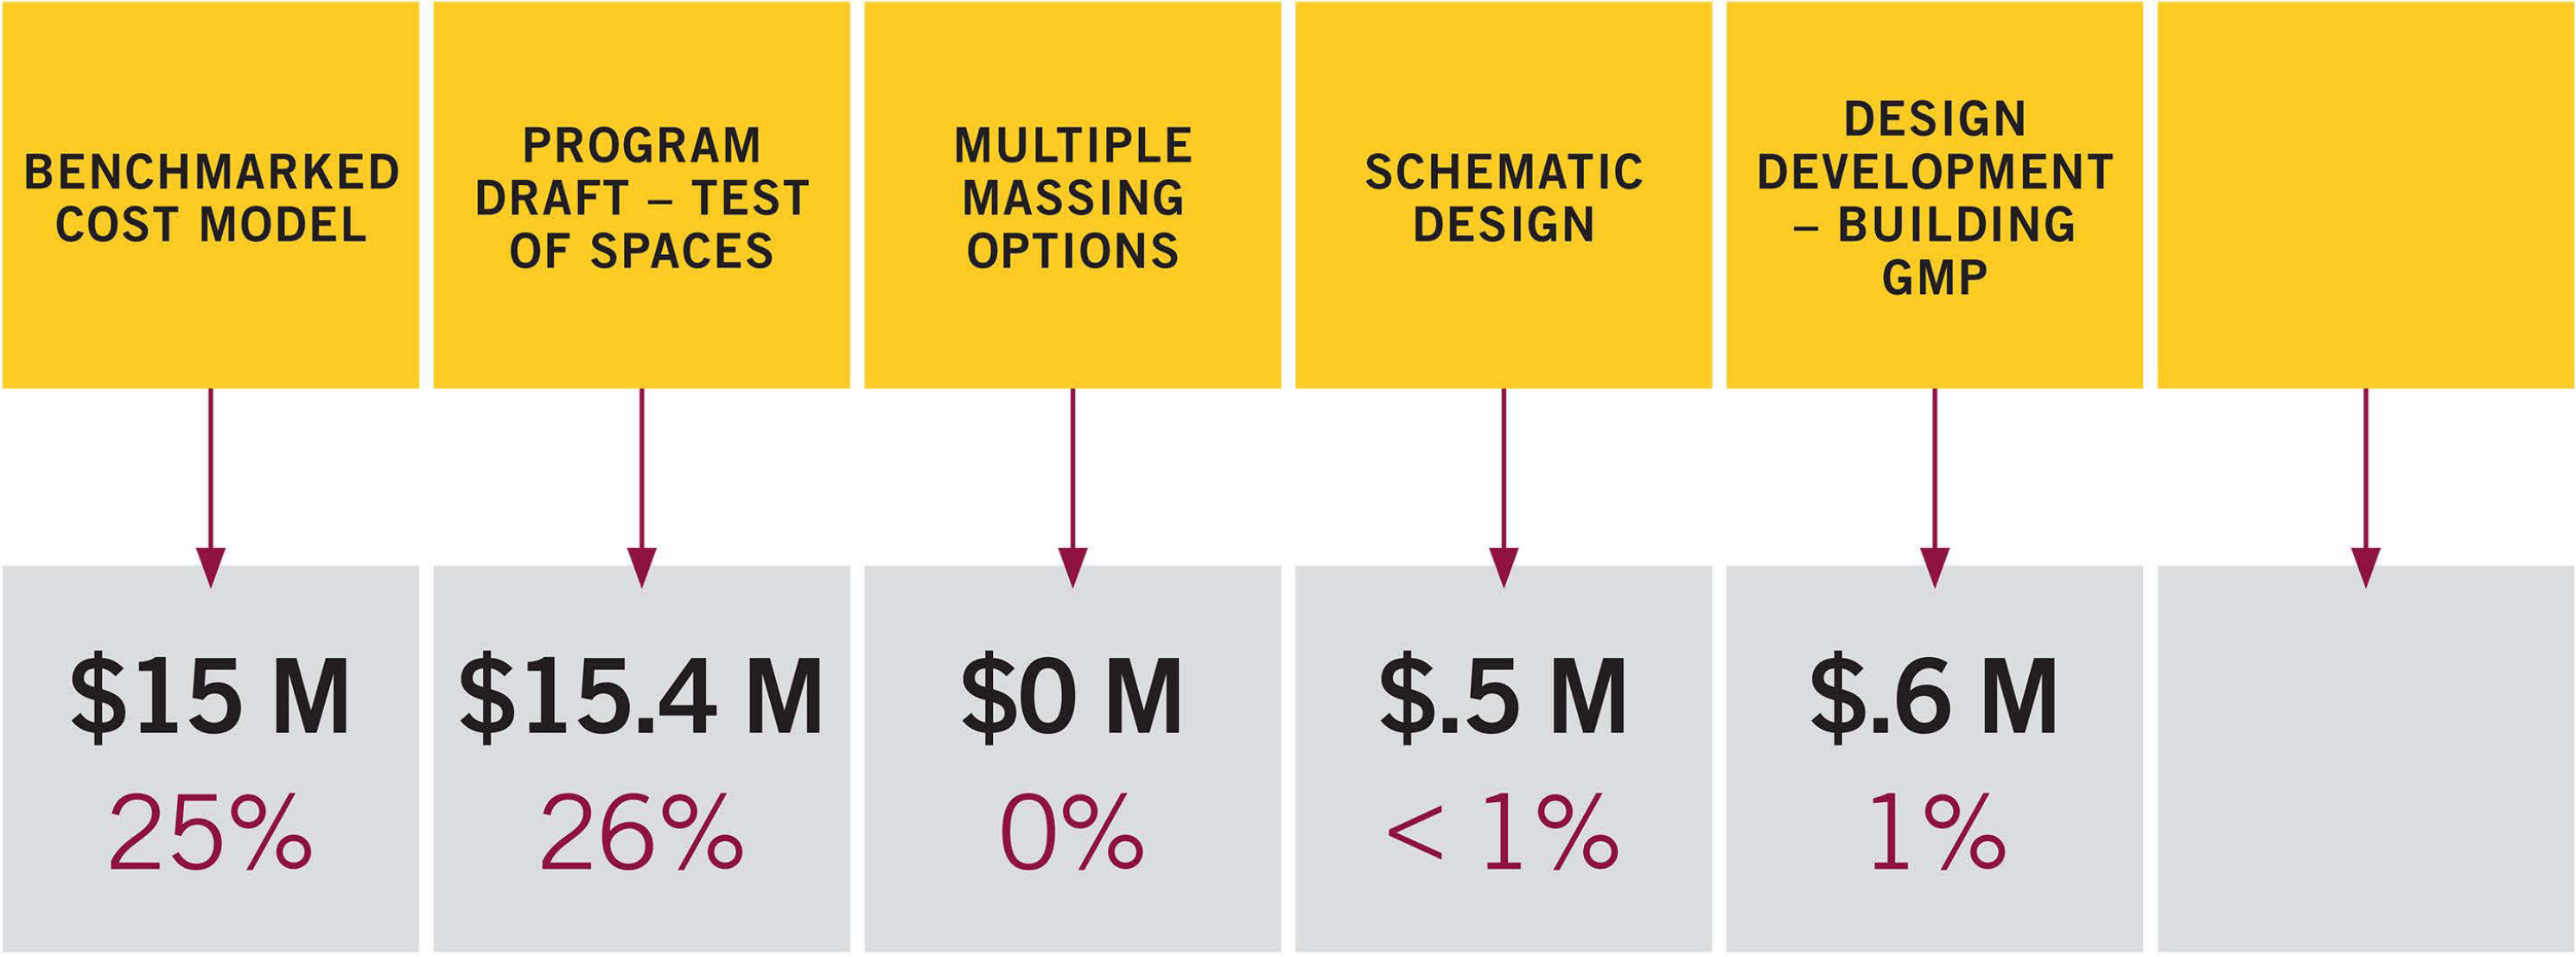 BENCHMARKED
COST MODEL
PROGRAM
DRAFT – TEST
OF SPACES
MULTIPLE
MASSING
OPTIONS
SCHEMATIC
DESIGN
DESIGN
DEVELOPMENT
– BUILDING
GMP
$15 M
25%
$15.4 M
26%
$0 M
0%
$.5 M
< 1%
$.6 M
1%